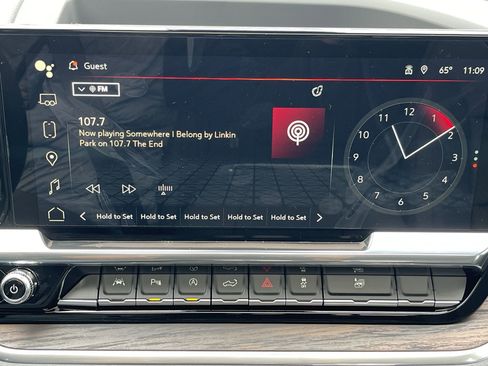 Guest
65°
11:09
FM
107.7
Now playing Somewhere I Belong by Linkin
Park on 107.7 The End
Hold to Set
Hold to Set
Hold to Set
Hold to Set
Hold to Set
12
1
2
3
4
5
6
7
8
9
10
11